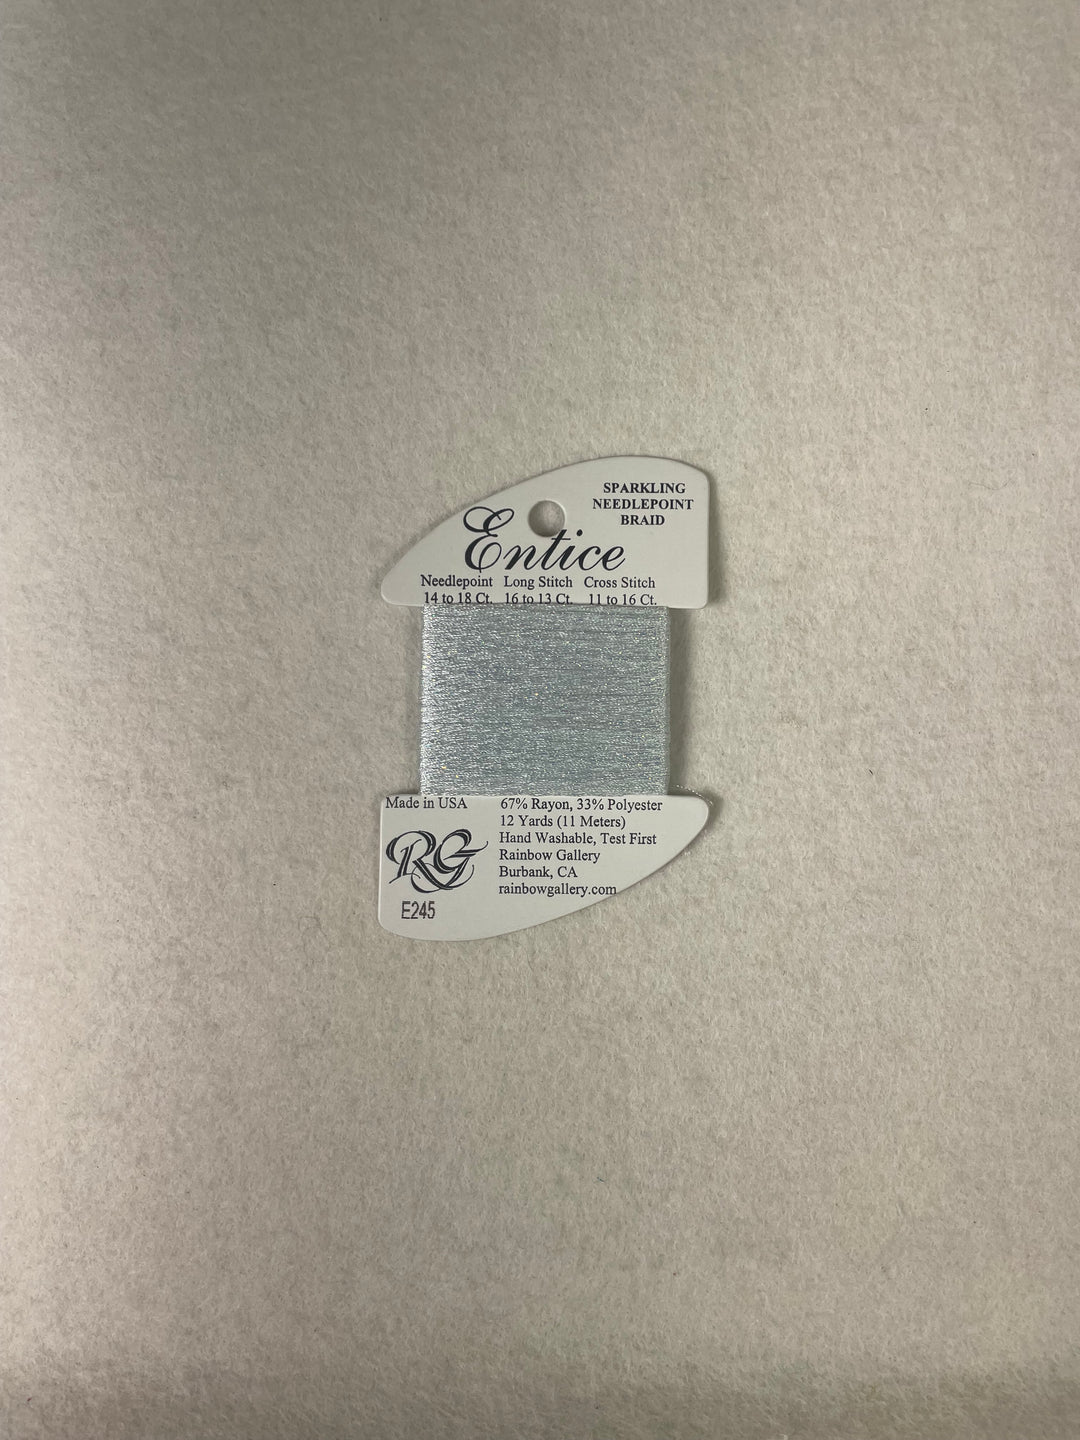 SPARKLING
NEEDLEPOINT
BRAID
Entice
Needlepoint Long Stitch Cross Stitch
14 to 18 Ct. 16 to 13 Ct. 11 to 16 Ct.
Made in USA
67% Rayon, 33% Polyester
12 Yards (11 Meters)
Hand Washable, Test First
Rainbow Gallery
Burbank, CA
rainbowgallery.com
RG
E245